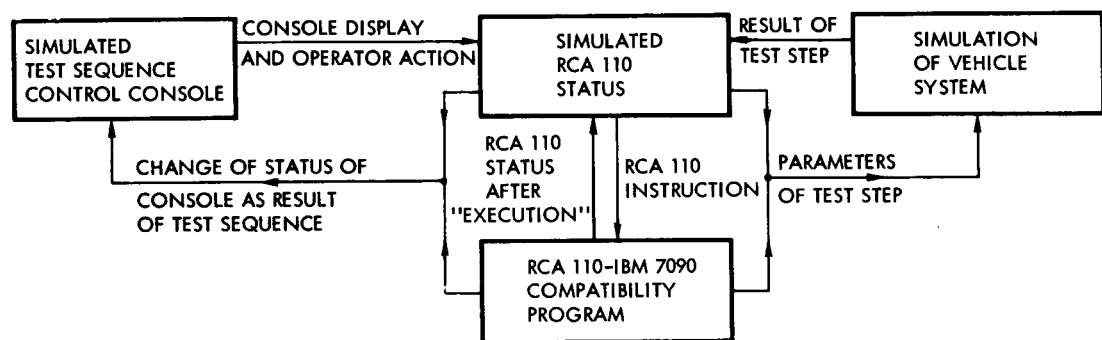 SIMULATED
TEST SEQUENCE
CONTROL CONSOLE
CONSOLE DISPLAY
AND OPERATOR ACTION
SIMULATED
RCA 110
STATUS
RESULT OF
TEST STEP
SIMULATION
OF VEHICLE
SYSTEM
CHANGE OF STATUS OF
CONSOLE AS RESULT
OF TEST SEQUENCE
RCA 110
STATUS
AFTER
"EXECUTION"
RCA 110
INSTRUCTION
PARAMETERS
OF TEST STEP
RCA 110-IBM 7090
COMPATIBILITY
PROGRAM